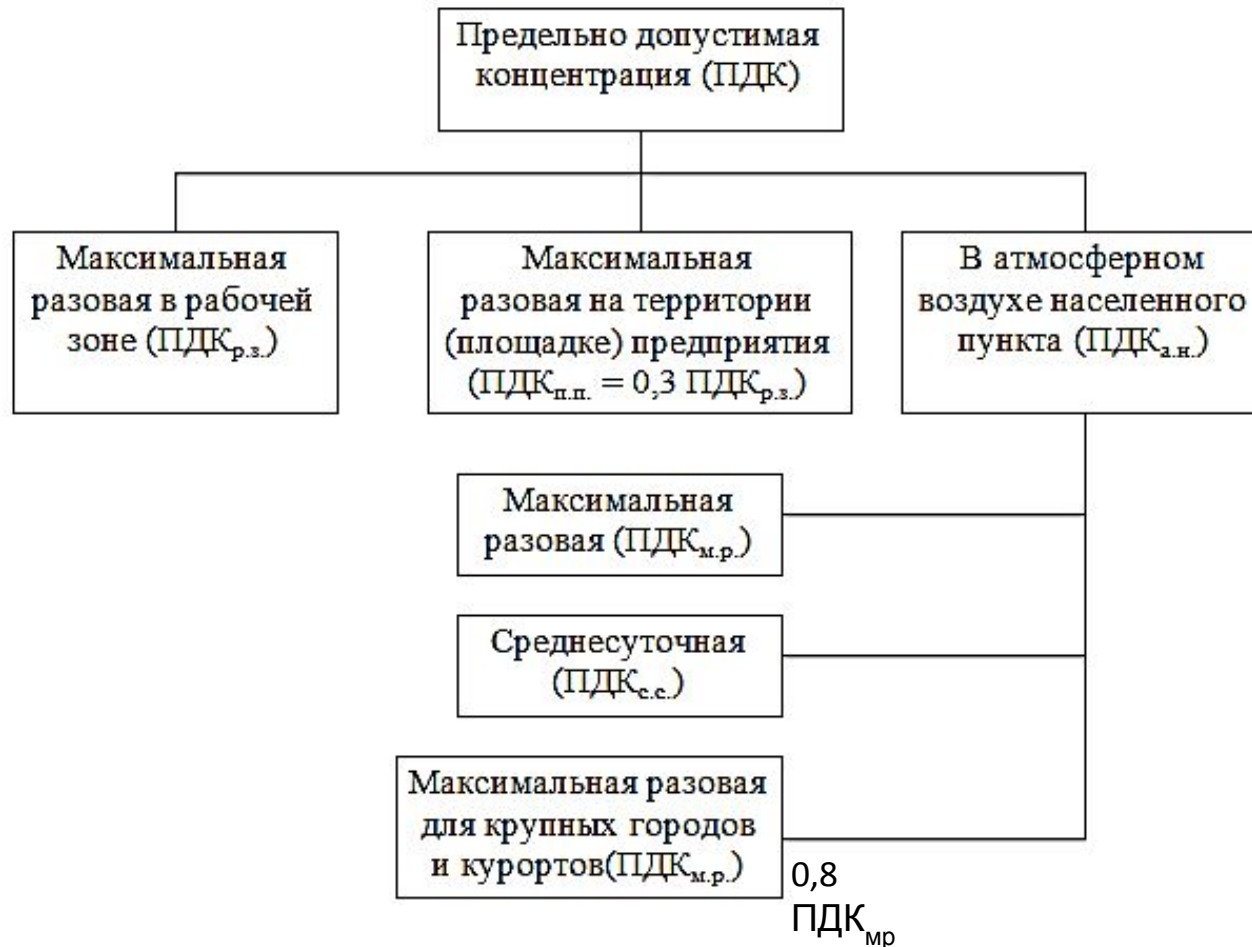 Предельно допустимая
концентрация (ПДК)
Максимальная
разовая в рабочей
зоне (ПДКр.з.)
Максимальная
разовая на территории
(площадке) предприятия
(ПДКп.п. = 0,3 ПДКр.з.)
В атмосферном
воздухе населенного
пункта (ПДКа.н.)
Максимальная
разовая (ПДКм.р.)
Среднесуточная
(ПДКс.с.)
Максимальная разовая
для крупных городов
и курортов(ПДКм.р.)
0,8
ПДКмр